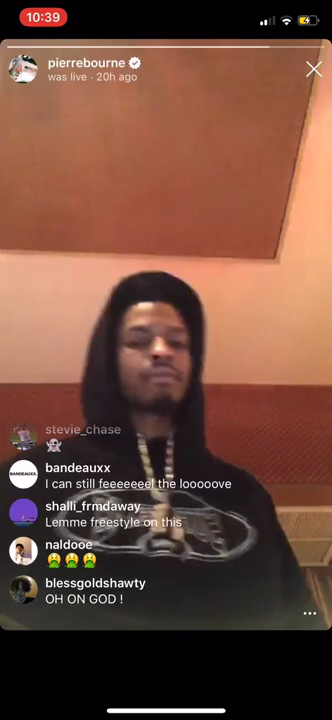 10:39
pierrebourne
was live · 20h ago
stevie_chase
👻
bandeauxx
I can still feeeeeeel the looooove
shalli_frmdaway
Lemme freestyle on this
naldooe
🤮🤮🤮
blessgoldshawty
OH ON GOD !
BANDEAUX.